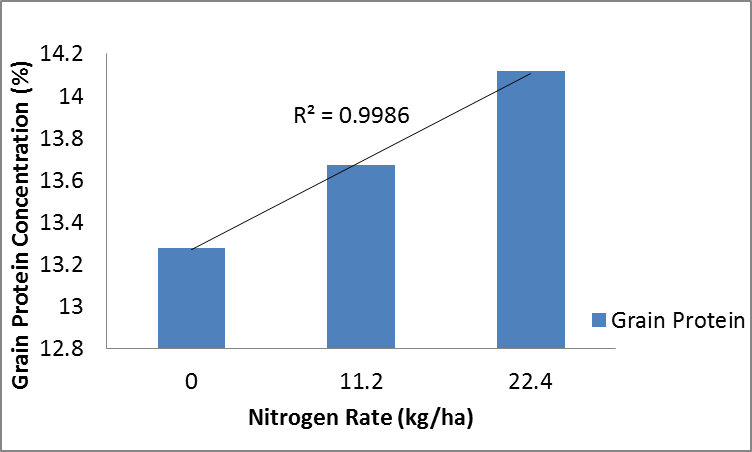 Grain Protein Concentration (%)
14.2
14
13.8
13.6
13.4
13.2
13
12.8
R² = 0.9986
Grain Protein
0 11.2 22.4
Nitrogen Rate (kg/ha)